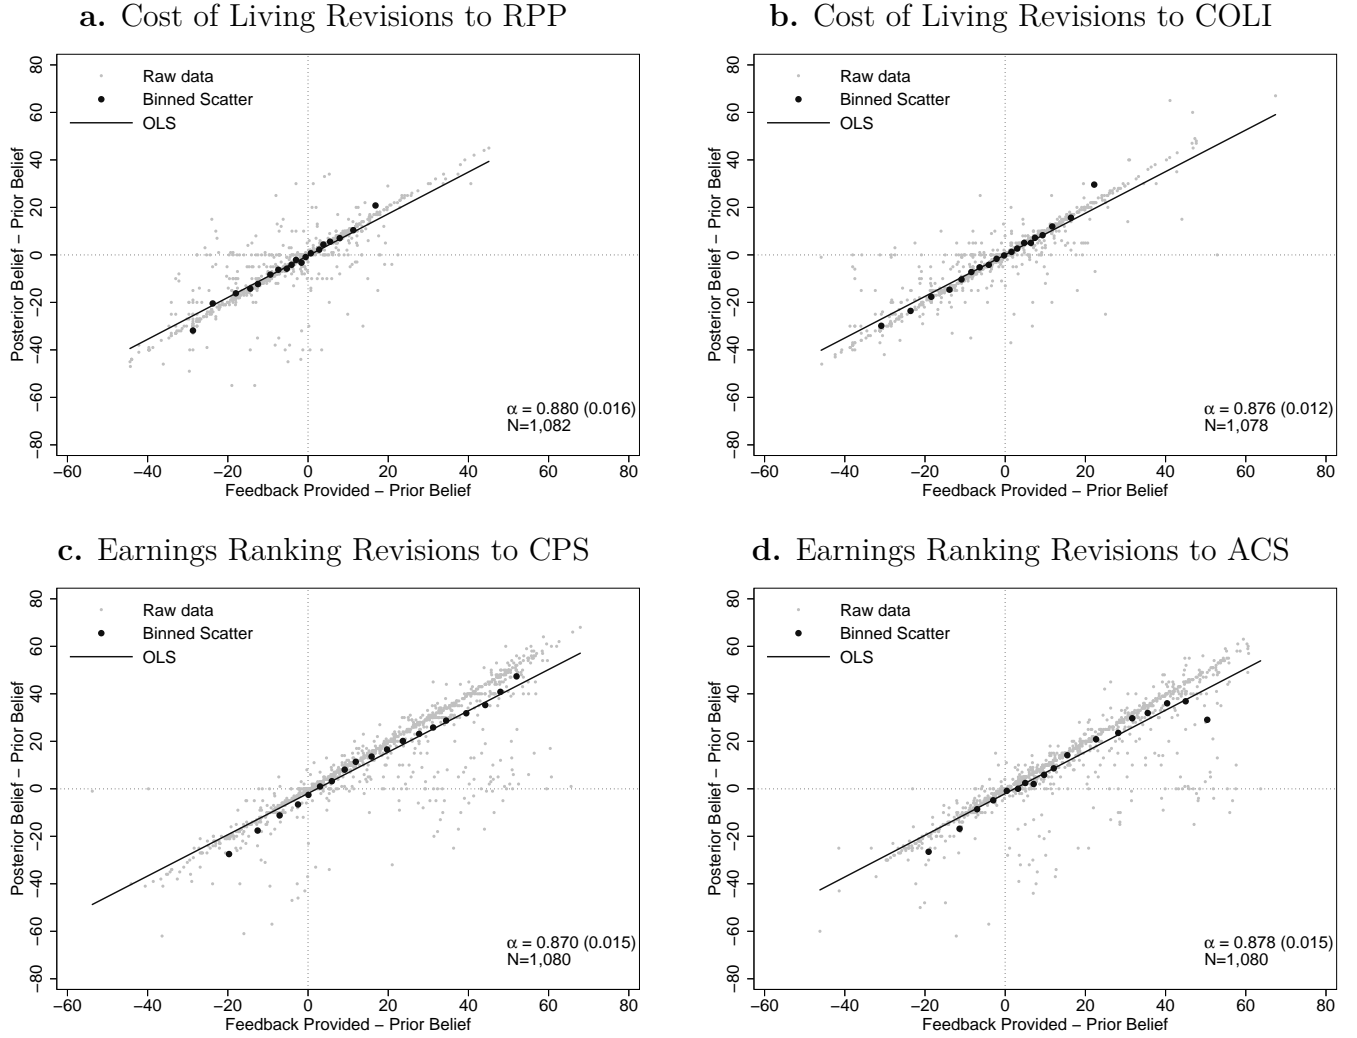 a. Cost of Living Revisions to RPP
Posterior Belief − Prior Belief
80
60
40
20
0
−20
−40
−60
−80
Raw data
Binned Scatter
OLS
α = 0.880 (0.016)
N=1,082
−60 −40 −20 0 20 40 60 80
Feedback Provided − Prior Belief
b. Cost of Living Revisions to COLI
Posterior Belief − Prior Belief
80
60
40
20
0
−20
−40
−60
−80
Raw data
Binned Scatter
OLS
α = 0.876 (0.012)
N=1,078
−60 −40 −20 0 20 40 60 80
Feedback Provided − Prior Belief
c. Earnings Ranking Revisions to CPS
Posterior Belief − Prior Belief
80
60
40
20
0
−20
−40
−60
−80
Raw data
Binned Scatter
OLS
α = 0.870 (0.015)
N=1,080
−60 −40 −20 0 20 40 60 80
Feedback Provided − Prior Belief
d. Earnings Ranking Revisions to ACS
Posterior Belief − Prior Belief
80
60
40
20
0
−20
−40
−60
−80
Raw data
Binned Scatter
OLS
α = 0.878 (0.015)
N=1,080
−60 −40 −20 0 20 40 60 80
Feedback Provided − Prior Belief